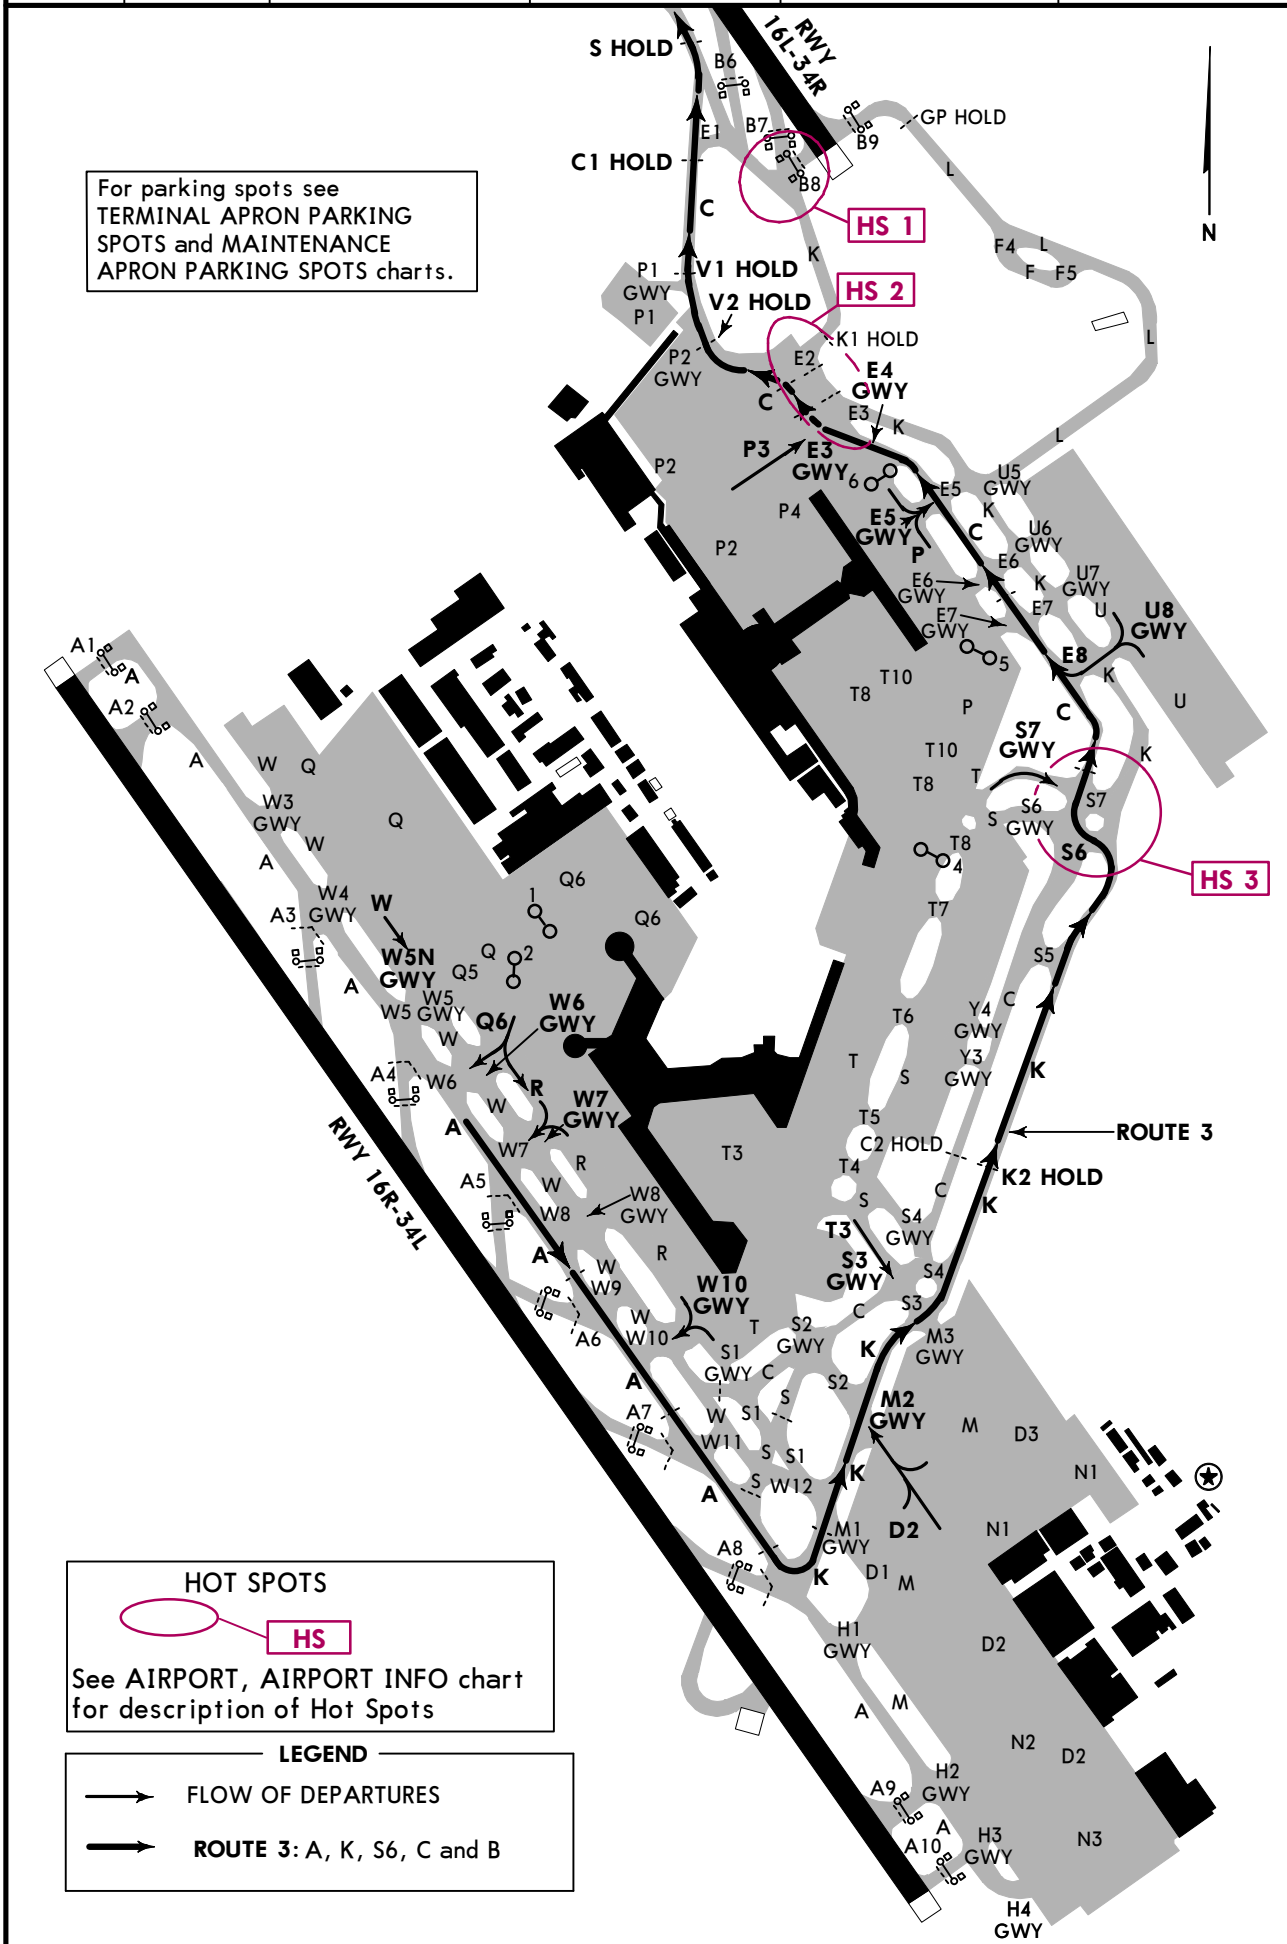 RWY
16L-34R
S HOLD
B6
E1
B7
B9
GP HOLD
C1 HOLD
B8
L
For parking spots see
TERMINAL APRON PARKING
SPOTS and MAINTENANCE
APRON PARKING SPOTS charts.
C
HS 1
N
K
F4
L
F
F5
P1
GWY
V1 HOLD
P1
V2 HOLD
HS 2
K1 HOLD
L
P2
GWY
E2
E4
GWY
C
E3
K
L
P3
E3
GWY
6
P2
U5
GWY
E5
K
P4
E5
GWY
C
U6
GWY
P2
P
E6
E6
GWY
K
U7
GWY
E7
GWY
E7
U
U8
GWY
A1
A
5
E8
K
A2
T10
T8
P
U
C
S7
GWY
A
W
Q
T10
T
K
T8
W3
GWY
Q
S6
GWY
S7
S
A
W
T8
4
S6
HS 3
Q6
W4
GWY
W
1
A3
Q6
T7
W5N
GWY
Q
2
Q5
S5
A
W5
GWY
W5
W6
GWY
Q6
C
Y4
GWY
T6
W
A4
W6
T
S
Y3
GWY
K
R
W7
GWY
W
A
T5
ROUTE 3
RWY 16R-34L
C2 HOLD
W7
R
T3
T4
K2 HOLD
A5
W
W8
GWY
S
C
K
W8
S4
GWY
T3
A
R
S3
GWY
S4
W
W9
W10
GWY
C
S3
A6
W
W10
T
S2
GWY
K
M3
GWY
S1
GWY
C
A
S2
S
M2
GWY
A7
W
S1
M
D3
W11
S
S1
K
N1
A
S
W12
M1
GWY
D2
N1
A8
K
D1
M
HOT SPOTS
HS
See AIRPORT, AIRPORT INFO chart
for description of Hot Spots
H1
GWY
D2
A
M
N2
D2
LEGEND
FLOW OF DEPARTURES
ROUTE 3: A, K, S6, C and B
H2
GWY
A9
A
A10
H3
GWY
N3
H4
GWY
W
P